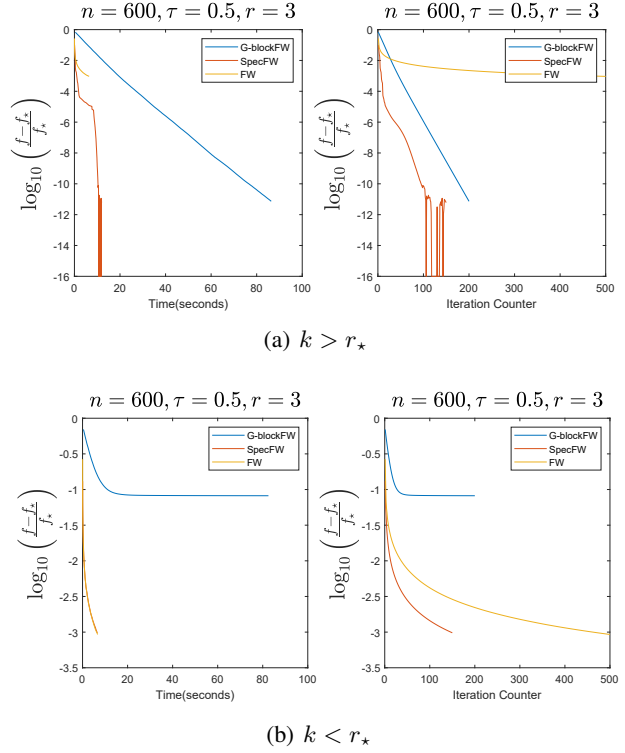 n = 600, τ = 0.5, r = 3
n = 600, τ = 0.5, r = 3
0
-2
-4
-6
-8
-10
-12
-14
-16
log₁₀ ((f−f⋆)/f⋆)
G-blockFW
SpecFW
FW
0 20 40 60 80 100
Time(seconds)
0
-2
-4
-6
-8
-10
-12
-14
-16
log₁₀ ((f−f⋆)/f⋆)
G-blockFW
SpecFW
FW
0 100 200 300 400 500
Iteration Counter
(a) k > r⋆
n = 600, τ = 0.5, r = 3
n = 600, τ = 0.5, r = 3
0
-0.5
-1
-1.5
-2
-2.5
-3
-3.5
log₁₀ ((f−f⋆)/f⋆)
G-blockFW
SpecFW
FW
0 20 40 60 80 100
Time(seconds)
0
-0.5
-1
-1.5
-2
-2.5
-3
-3.5
log₁₀ ((f−f⋆)/f⋆)
G-blockFW
SpecFW
FW
0 100 200 300 400 500
Iteration Counter
(b) k < r⋆